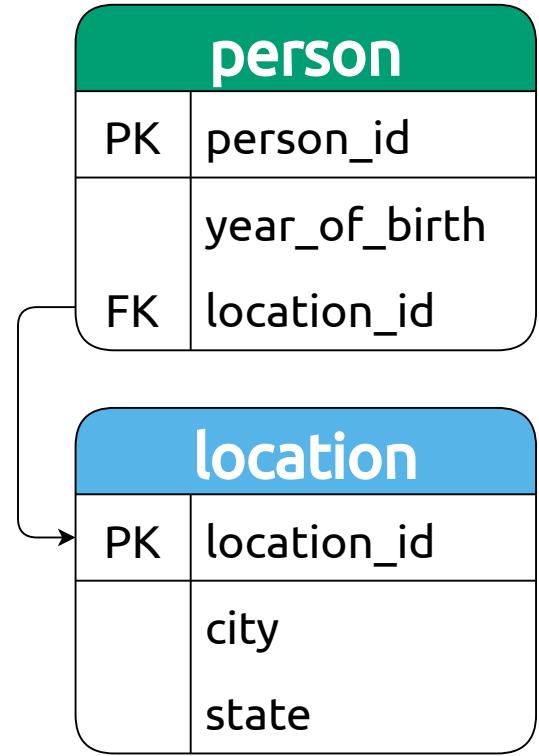 person
PK person_id
year_of_birth
FK location_id
location
PK location_id
city
state